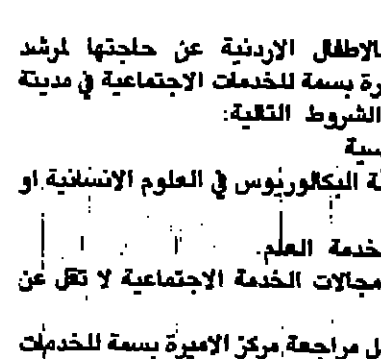 بالاطفال الاردنية عن حاجتها لمرشد
رة بسمة للخدمات الاجتماعية في مدينة
الشروط التالية:
سية
ة البكالوريوس في العلوم الانسانية او
خدمة العلم.
مجالات الخدمة الاجتماعية لا تقل عن
ل مراجعة مركز الاميرة بسمة للخدمات